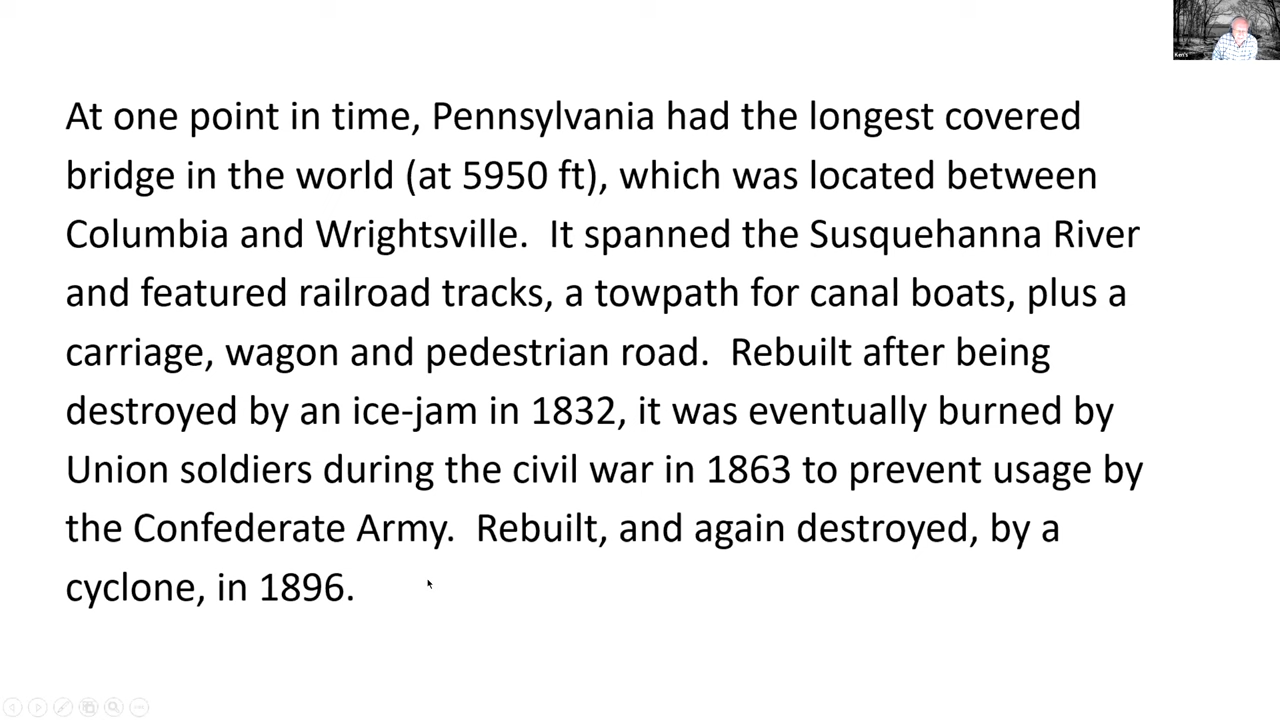 At one point in time, Pennsylvania had the longest covered
bridge in the world (at 5950 ft), which was located between
Columbia and Wrightsville.  It spanned the Susquehanna River
and featured railroad tracks, a towpath for canal boats, plus a
carriage, wagon and pedestrian road.  Rebuilt after being
destroyed by an ice-jam in 1832, it was eventually burned by
Union soldiers during the civil war in 1863 to prevent usage by
the Confederate Army.  Rebuilt, and again destroyed, by a
cyclone, in 1896.